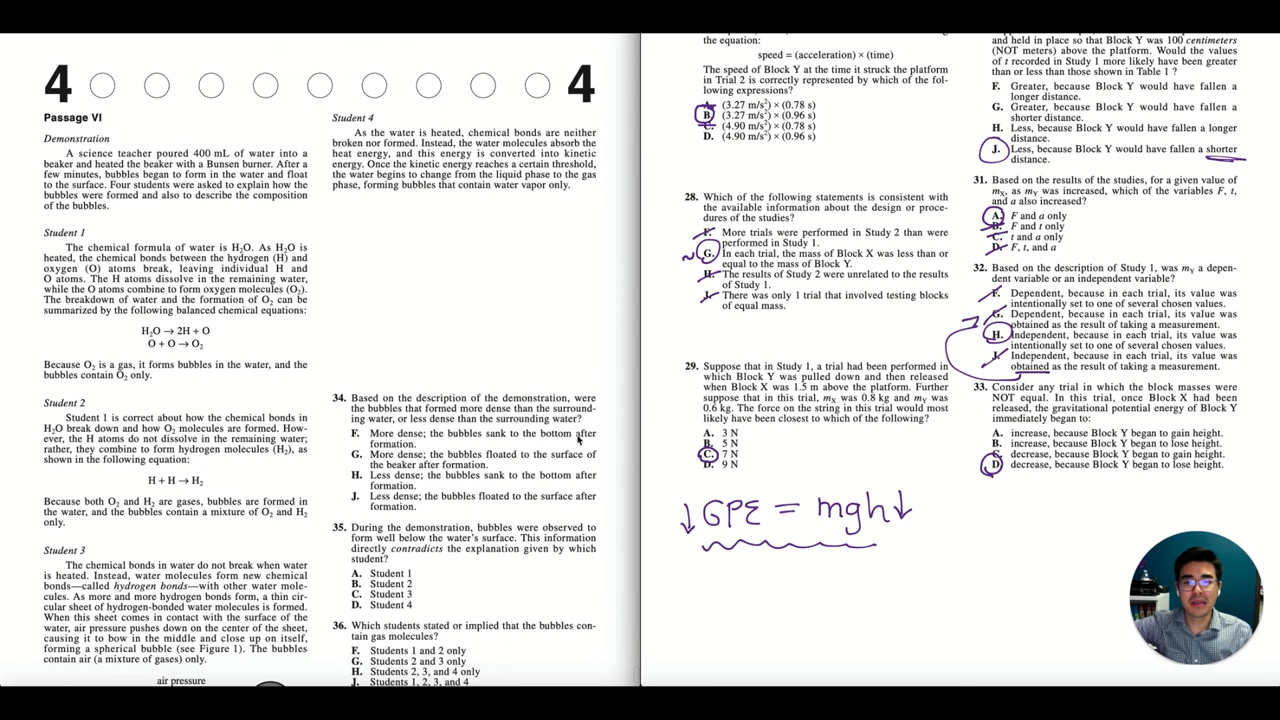 4
4
Passage VI
Demonstration
A science teacher poured 400 mL of water into a
beaker and heated the beaker with a Bunsen burner. After a
few minutes, bubbles began to form in the water and float
to the surface. Four students were asked to explain how the
bubbles were formed and also to describe the composition
of the bubbles.
Student 1
The chemical formula of water is H₂O. As H₂O is
heated, the chemical bonds between the hydrogen (H) and
oxygen (O) atoms break, leaving individual H and
O atoms. The H atoms dissolve in the remaining water,
while the O atoms combine to form oxygen molecules (O₂).
The breakdown of water and the formation of O₂ can be
summarized by the following balanced chemical equations:
H₂O → 2H + O
O + O → O₂
Because O₂ is a gas, it forms bubbles in the water, and the
bubbles contain O₂ only.
Student 2
Student 1 is correct about how the chemical bonds in
H₂O break down and how O₂ molecules are formed. How-
ever, the H atoms do not dissolve in the remaining water;
rather, they combine to form hydrogen molecules (H₂), as
shown in the following equation:
H + H → H₂
Because both O₂ and H₂ are gases, bubbles are formed in
the water, and the bubbles contain a mixture of O₂ and H₂
only.
Student 3
The chemical bonds in water do not break when water
is heated. Instead, water molecules form new chemical
bonds—called hydrogen bonds—with other water mole-
cules. As more and more hydrogen bonds form, a thin cir-
cular sheet of hydrogen-bonded water molecules is formed.
When this sheet comes in contact with the surface of the
water, air pressure pushes down on the center of the sheet,
causing it to bow in the middle and close up on itself,
forming a spherical bubble (see Figure 1). The bubbles
contain air (a mixture of gases) only.
air pressure
Student 4
As the water is heated, chemical bonds are neither
broken nor formed. Instead, the water molecules absorb the
heat energy, and this energy is converted into kinetic
energy. Once the kinetic energy reaches a certain threshold,
the water begins to change from the liquid phase to the gas
phase, forming bubbles that contain water vapor only.
34. Based on the description of the demonstration, were
the bubbles that formed more dense than the surround-
ing water, or less dense than the surrounding water?
F. More dense; the bubbles sank to the bottom after
formation.
G. More dense; the bubbles floated to the surface of
the beaker after formation.
H. Less dense; the bubbles sank to the bottom after
formation.
J. Less dense; the bubbles floated to the surface after
formation.
35. During the demonstration, bubbles were observed to
form well below the water's surface. This information
directly contradicts the explanation given by which
student?
A. Student 1
B. Student 2
C. Student 3
D. Student 4
36. Which students stated or implied that the bubbles con-
tain gas molecules?
F. Students 1 and 2 only
G. Students 2 and 3 only
H. Students 2, 3, and 4 only
J. Students 1, 2, 3, and 4
the equation:
speed = (acceleration) × (time)
The speed of Block Y at the time it struck the platform
in Trial 2 is correctly represented by which of the fol-
lowing expressions?
A. (3.27 m/s²) × (0.78 s)
B. (3.27 m/s²) × (0.96 s)
C. (4.90 m/s²) × (0.78 s)
D. (4.90 m/s²) × (0.96 s)
28. Which of the following statements is consistent with
the available information about the design or proce-
dures of the studies?
F. More trials were performed in Study 2 than were
performed in Study 1.
G. In each trial, the mass of Block X was less than or
equal to the mass of Block Y.
H. The results of Study 2 were unrelated to the results
of Study 1.
J. There was only 1 trial that involved testing blocks
of equal mass.
29. Suppose that in Study 1, a trial had been performed in
which Block Y was pulled down and then released
when Block X was 1.5 m above the platform. Further
suppose that in this trial, mX was 0.8 kg and mY was
0.6 kg. The force on the string in this trial would most
likely have been closest to which of the following?
A. 3 N
B. 5 N
C. 7 N
D. 9 N
↓ GPE = mgh↓
and held in place so that Block Y was 100 centimeters
(NOT meters) above the platform. Would the values
of t recorded in Study 1 more likely have been greater
than or less than those shown in Table 1 ?
F. Greater, because Block Y would have fallen a
longer distance.
G. Greater, because Block Y would have fallen a
shorter distance.
H. Less, because Block Y would have fallen a longer
distance.
J. Less, because Block Y would have fallen a shorter
distance.
31. Based on the results of the studies, for a given value of
mX, as mY was increased, which of the variables F, t,
and a also increased?
A. F and a only
B. F and t only
C. t and a only
D. F, t, and a
32. Based on the description of Study 1, was mY a depen-
dent variable or an independent variable?
F. Dependent, because in each trial, its value was
intentionally set to one of several chosen values.
G. Dependent, because in each trial, its value was
obtained as the result of taking a measurement.
H. Independent, because in each trial, its value was
intentionally set to one of several chosen values.
J. Independent, because in each trial, its value was
obtained as the result of taking a measurement.
33. Consider any trial in which the block masses were
NOT equal. In this trial, once Block X had been
released, the gravitational potential energy of Block Y
immediately began to:
A. increase, because Block Y began to gain height.
B. increase, because Block Y began to lose height.
C. decrease, because Block Y began to gain height.
D. decrease, because Block Y began to lose height.